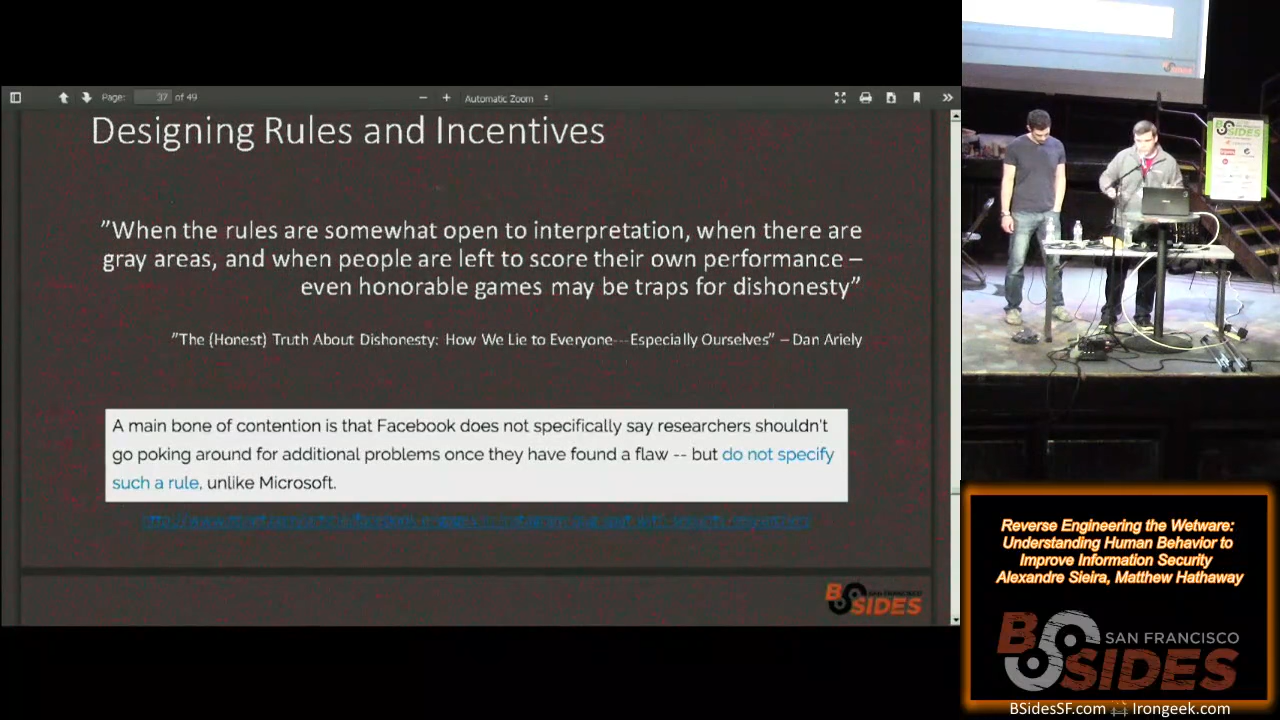 Page: 37 of 49
Automatic Zoom
Designing Rules and Incentives
"When the rules are somewhat open to interpretation, when there are
gray areas, and when people are left to score their own performance –
even honorable games may be traps for dishonesty"
"The (Honest) Truth About Dishonesty: How We Lie to Everyone---Especially Ourselves" – Dan Ariely
A main bone of contention is that Facebook does not specifically say researchers shouldn't
go poking around for additional problems once they have found a flaw -- but do not specify
such a rule, unlike Microsoft.
BSIDES
SAN FRANCISCO
SIDES
Reverse Engineering the Wetware:
Understanding Human Behavior to
Improve Information Security
Alexandre Sieira, Matthew Hathaway
BSIDES
SAN FRANCISCO
BSidesSF.com Irongeek.com